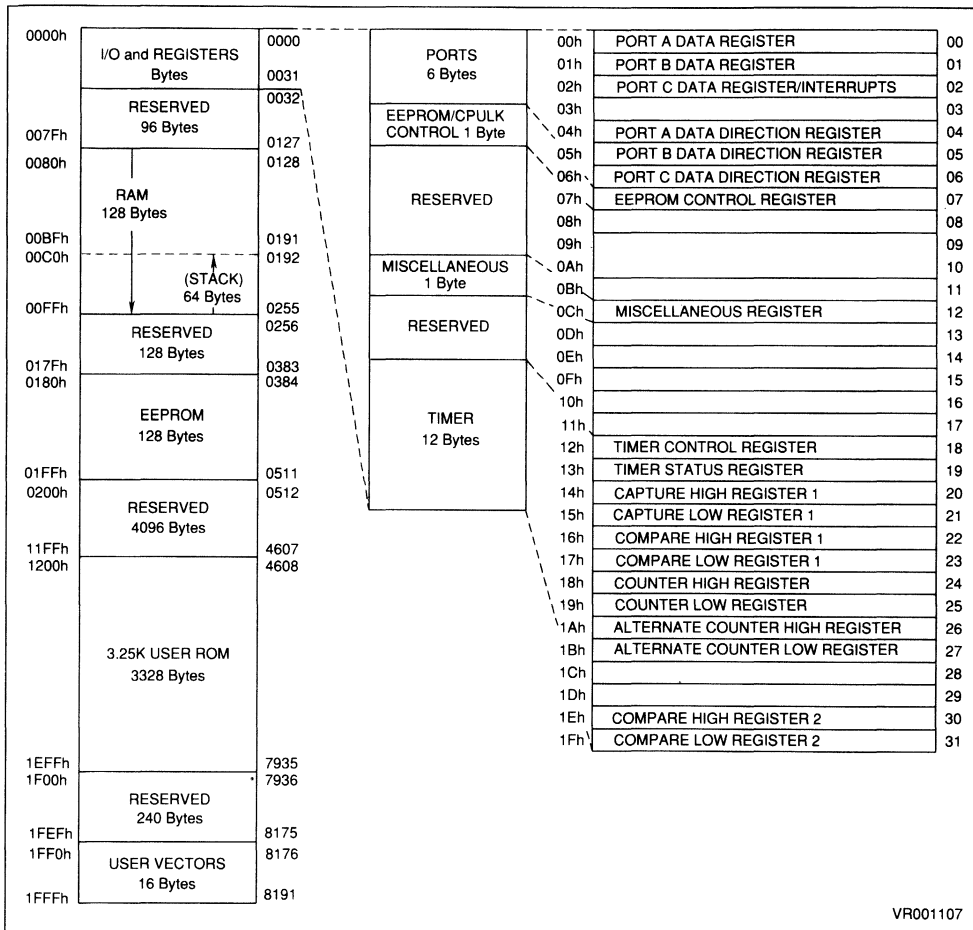 0000h
I/O and REGISTERS
Bytes
0000
0031
RESERVED
96 Bytes
0032
0127
007Fh
0080h
0128
RAM
128 Bytes
00BFh
0191
00C0h
0192
(STACK)
64 Bytes
00FFh
0255
0256
RESERVED
128 Bytes
017Fh
0383
0180h
0384
EEPROM
128 Bytes
01FFh
0511
0200h
0512
RESERVED
4096 Bytes
11FFh
4607
1200h
4608
3.25K USER ROM
3328 Bytes
1EFFh
7935
1F00h
7936
RESERVED
240 Bytes
1FEFh
8175
1FF0h
8176
USER VECTORS
16 Bytes
1FFFh
8191
PORTS
6 Bytes
EEPROM/CPULK
CONTROL 1 Byte
RESERVED
MISCELLANEOUS
1 Byte
RESERVED
TIMER
12 Bytes
00h PORT A DATA REGISTER 00
01h PORT B DATA REGISTER 01
02h PORT C DATA REGISTER/INTERRUPTS 02
03h 03
04h PORT A DATA DIRECTION REGISTER 04
05h PORT B DATA DIRECTION REGISTER 05
06h PORT C DATA DIRECTION REGISTER 06
07h EEPROM CONTROL REGISTER 07
08h 08
09h 09
0Ah 10
0Bh 11
0Ch MISCELLANEOUS REGISTER 12
0Dh 13
0Eh 14
0Fh 15
10h 16
11h 17
12h TIMER CONTROL REGISTER 18
13h TIMER STATUS REGISTER 19
14h CAPTURE HIGH REGISTER 1 20
15h CAPTURE LOW REGISTER 1 21
16h COMPARE HIGH REGISTER 1 22
17h COMPARE LOW REGISTER 1 23
18h COUNTER HIGH REGISTER 24
19h COUNTER LOW REGISTER 25
1Ah ALTERNATE COUNTER HIGH REGISTER 26
1Bh ALTERNATE COUNTER LOW REGISTER 27
1Ch 28
1Dh 29
1Eh COMPARE HIGH REGISTER 2 30
1Fh COMPARE LOW REGISTER 2 31
VR001107